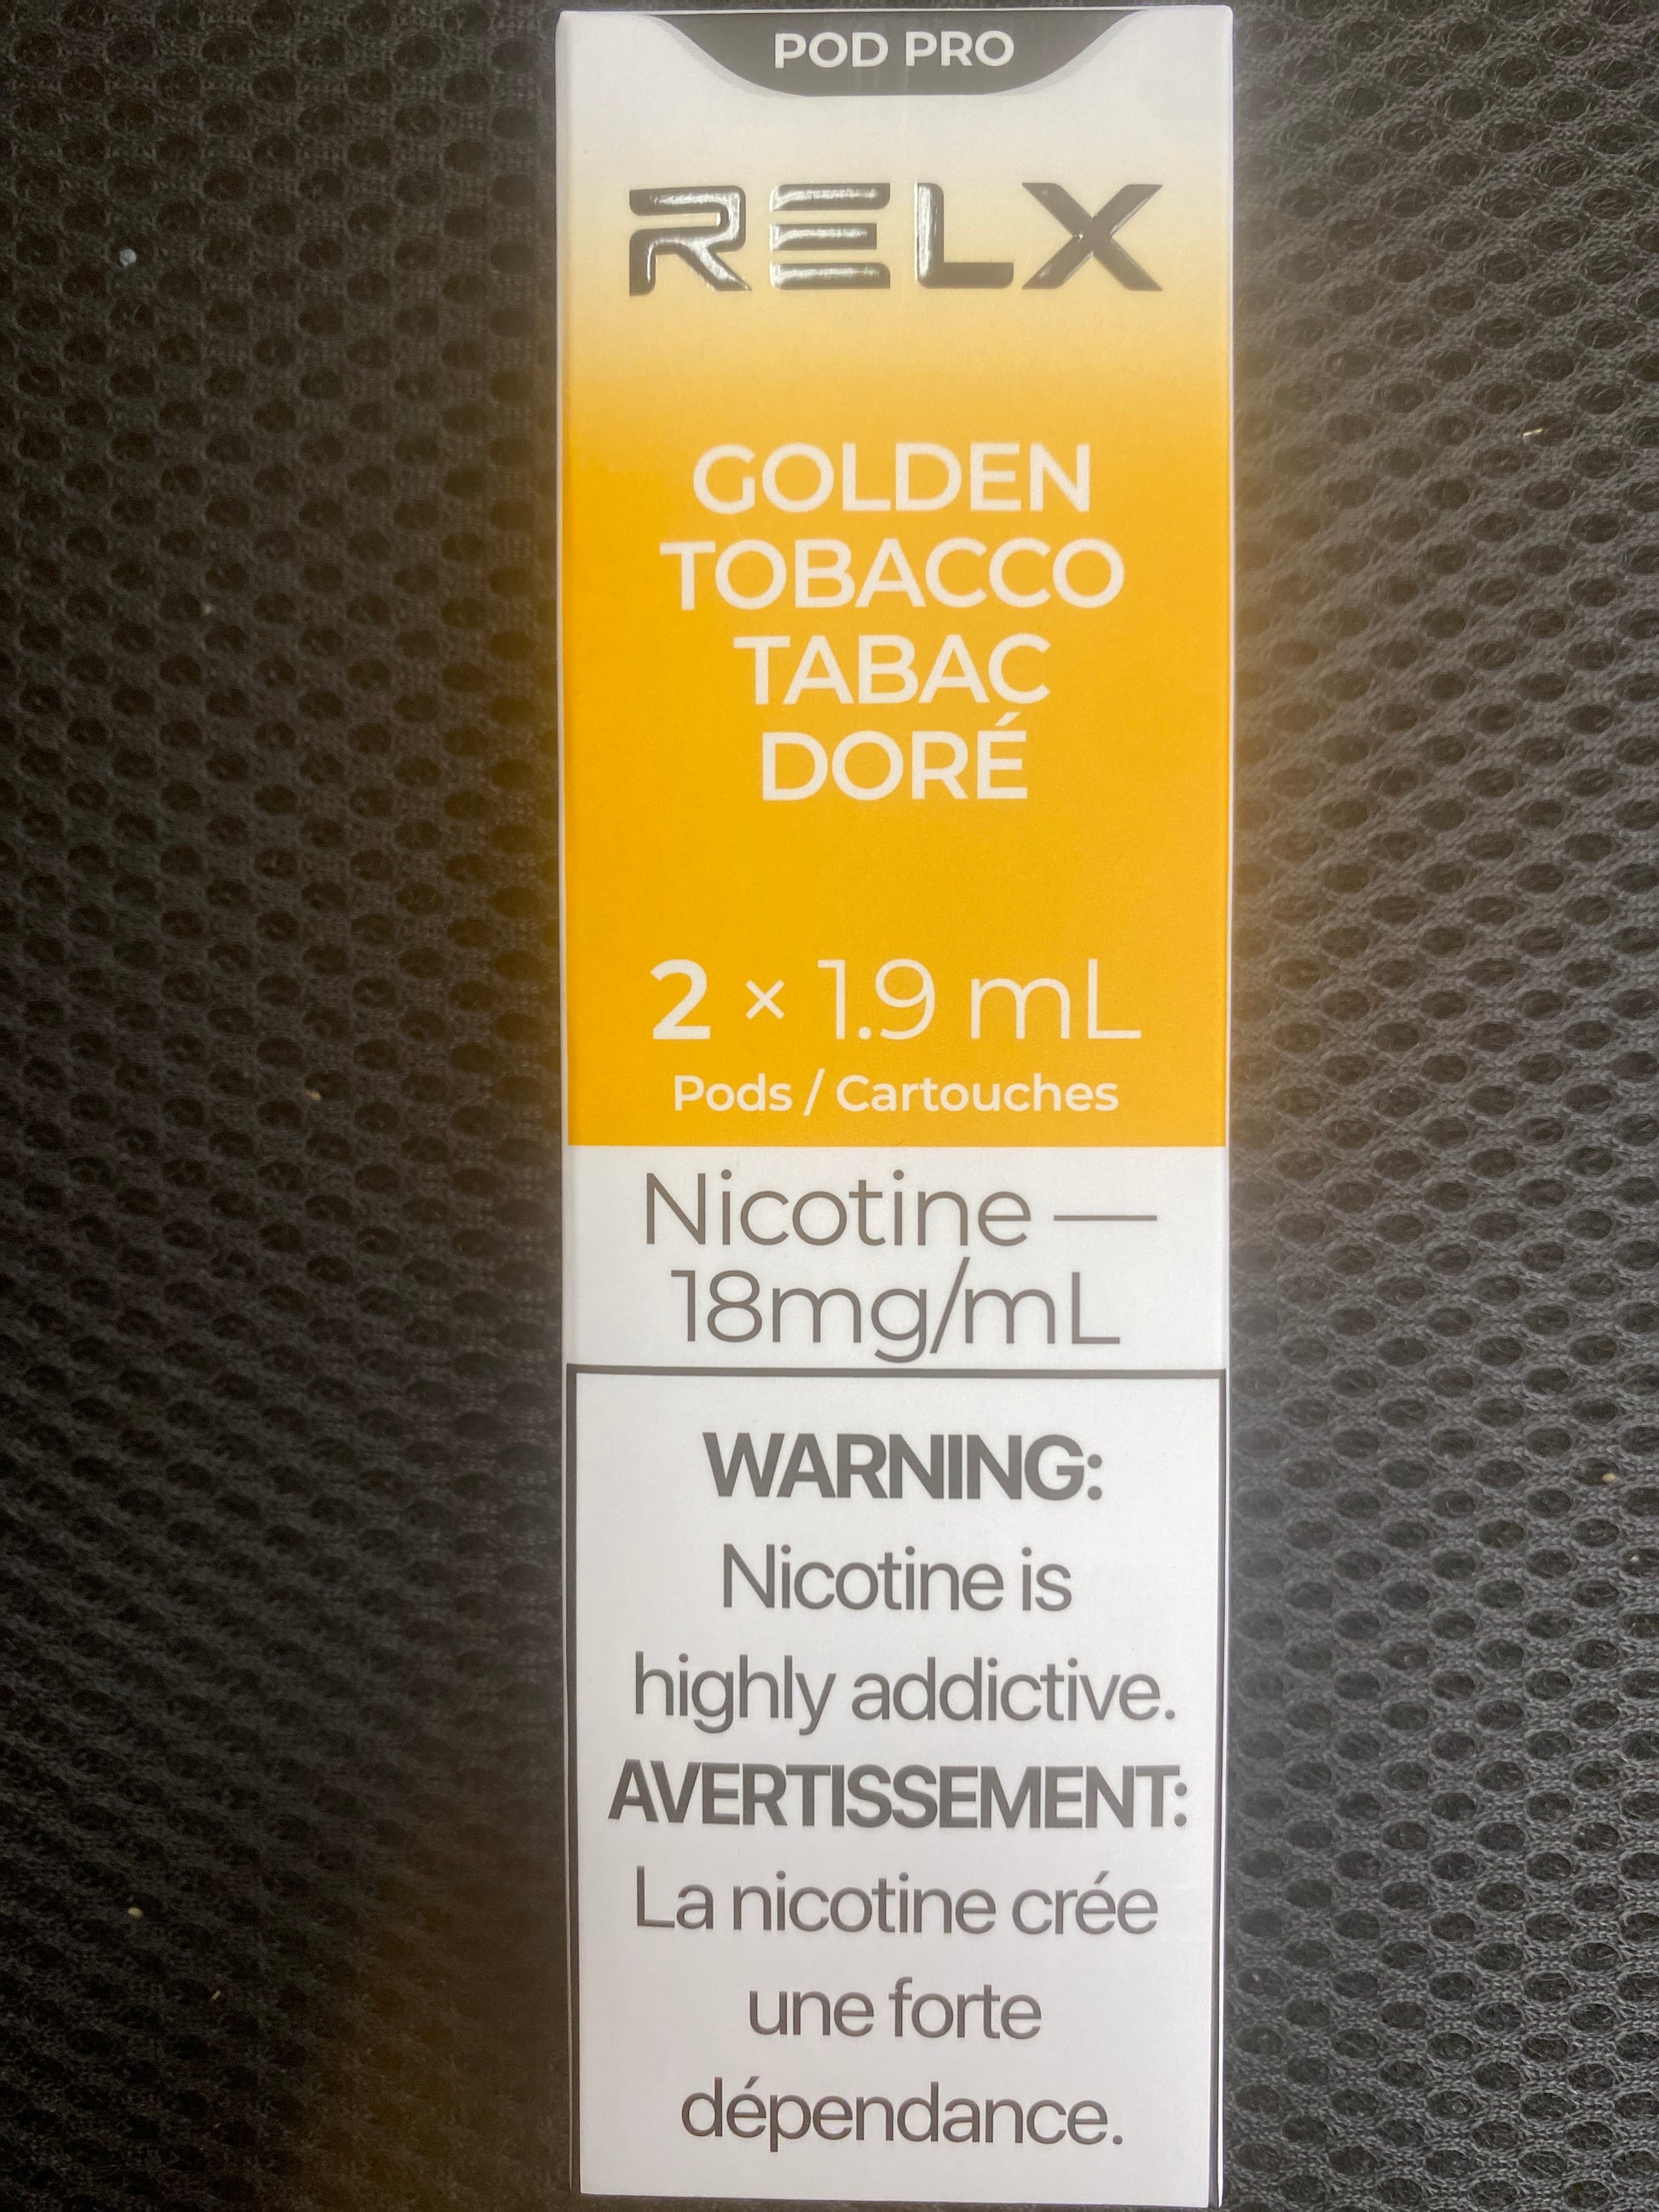 POD PRO
RELX
GOLDEN
TOBACCO
TABAC
DORÉ
2 × 1.9 mL
Pods / Cartouches
Nicotine —
18mg/mL
WARNING:
Nicotine is
highly addictive.
AVERTISSEMENT:
La nicotine crée
une forte
dépendance.